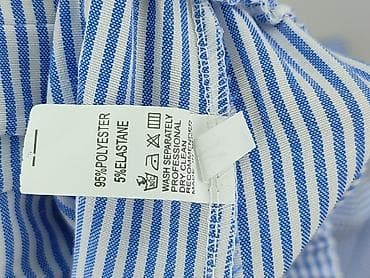 95%POLYESTER
5%ELASTANE
WASH SEPARATELY
PROFESSIONAL
DRY CLEAN
RECOMMENDED